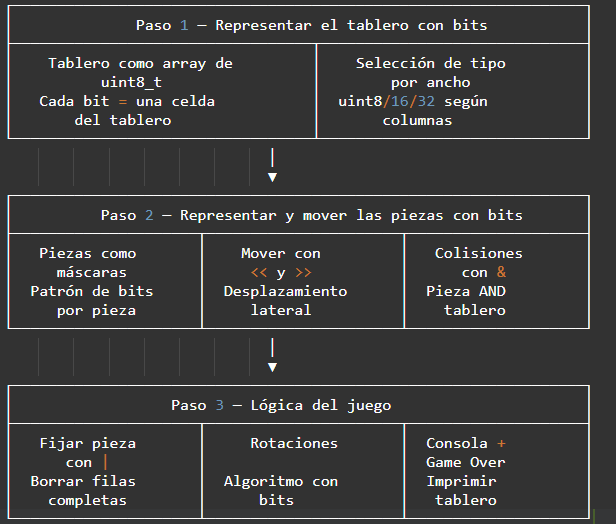 Paso 1 — Representar el tablero con bits
Tablero como array de
uint8_t
Cada bit = una celda
del tablero
Selección de tipo
por ancho
uint8/16/32 según
columnas
Paso 2 — Representar y mover las piezas con bits
Piezas como
máscaras
Patrón de bits
por pieza
Mover con
<< y >>
Desplazamiento
lateral
Colisiones
con &
Pieza AND
tablero
Paso 3 — Lógica del juego
Fijar pieza
con |
Borrar filas
completas
Rotaciones
Algoritmo con
bits
Consola +
Game Over
Imprimir
tablero